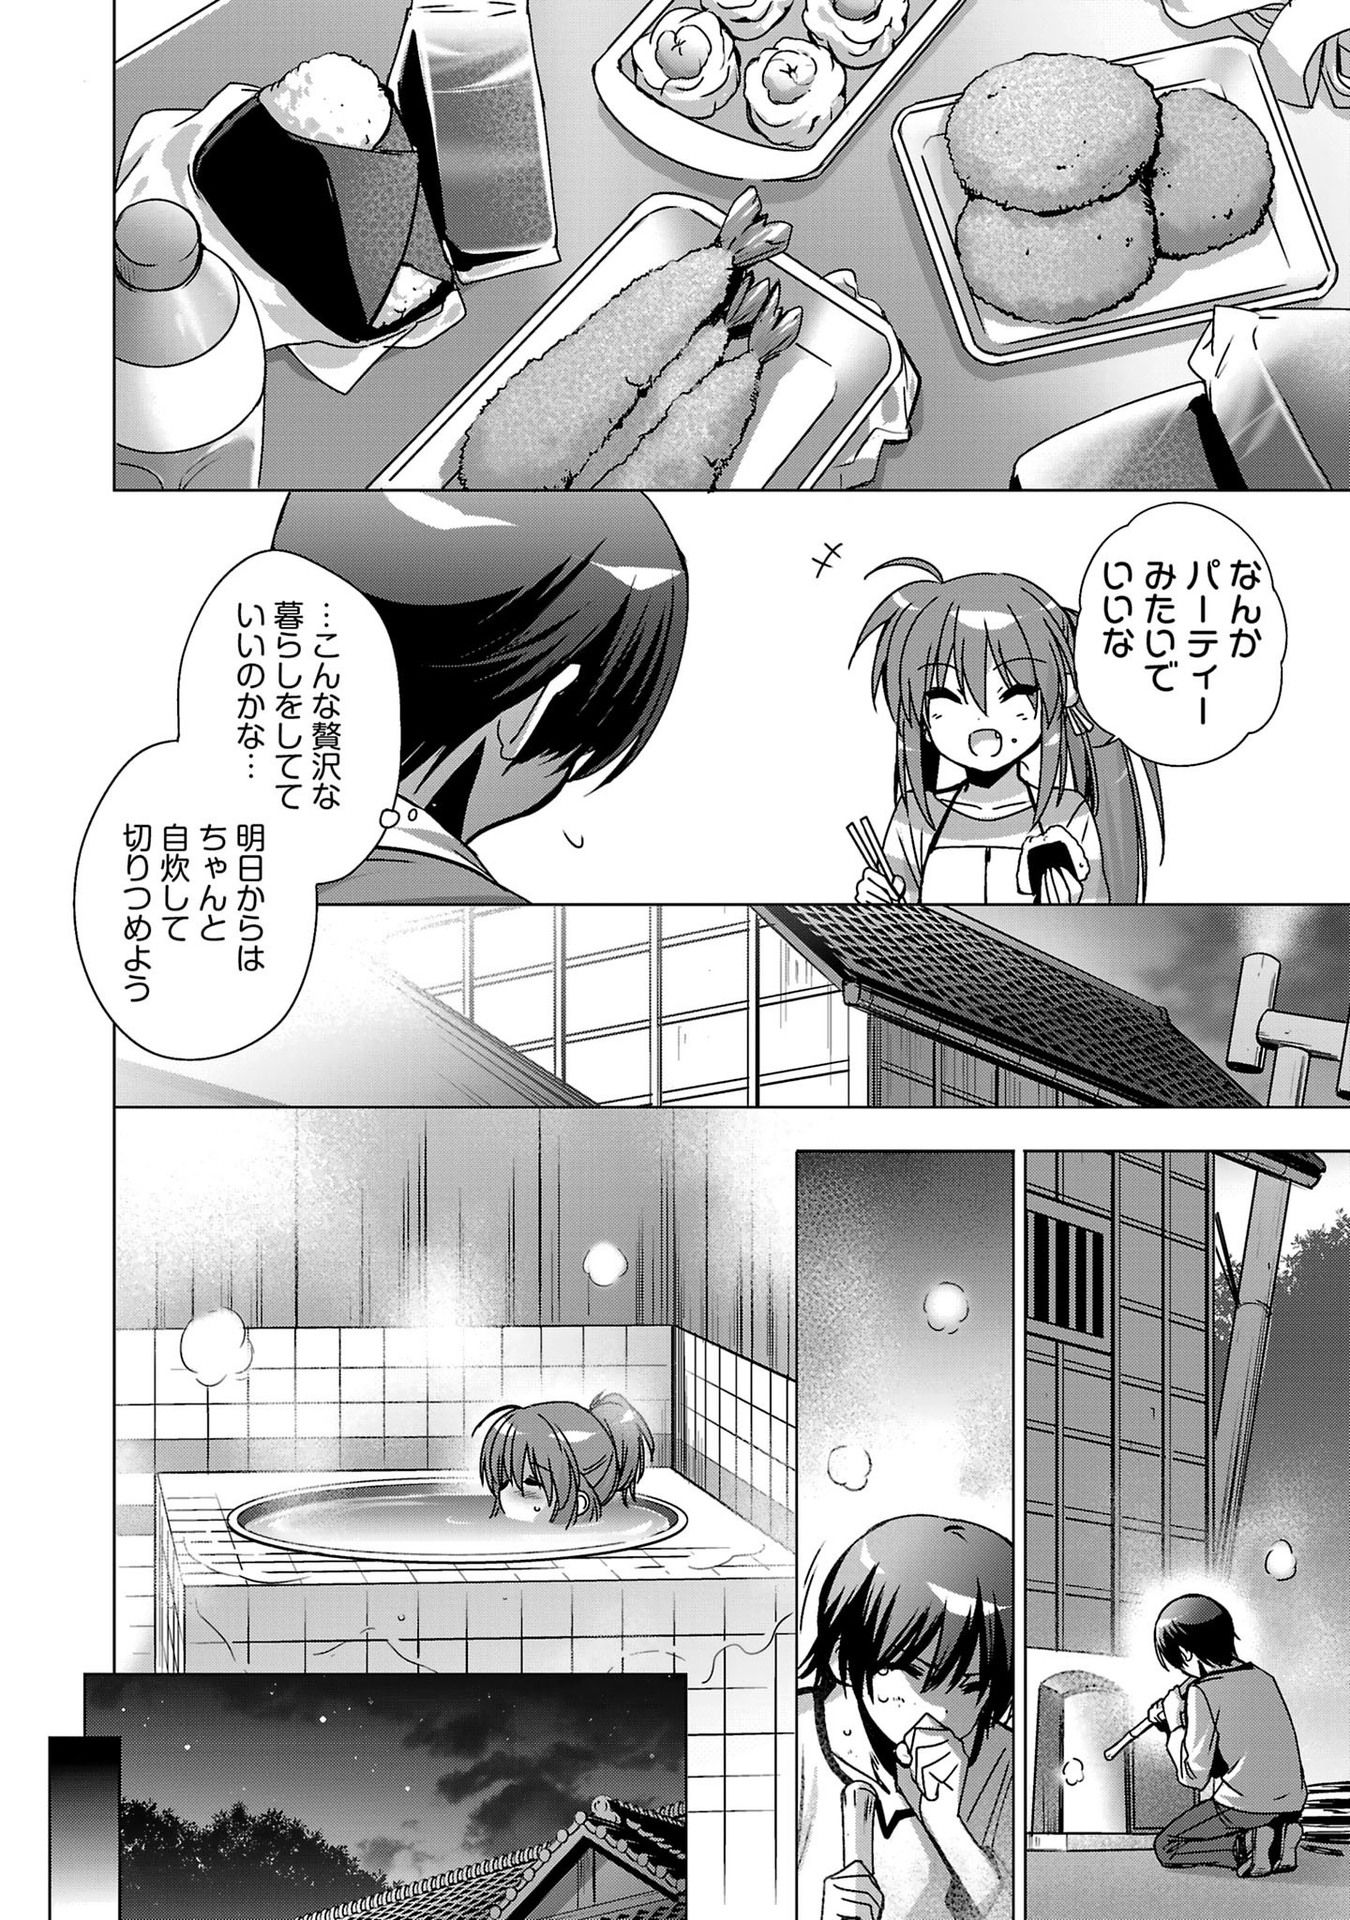 なんか
パーティー
みたいで
いいな
…こんな贅沢な
暮らしをしてて
いいのかな…
明日からは
ちゃんと
自炊して
切りつめよう